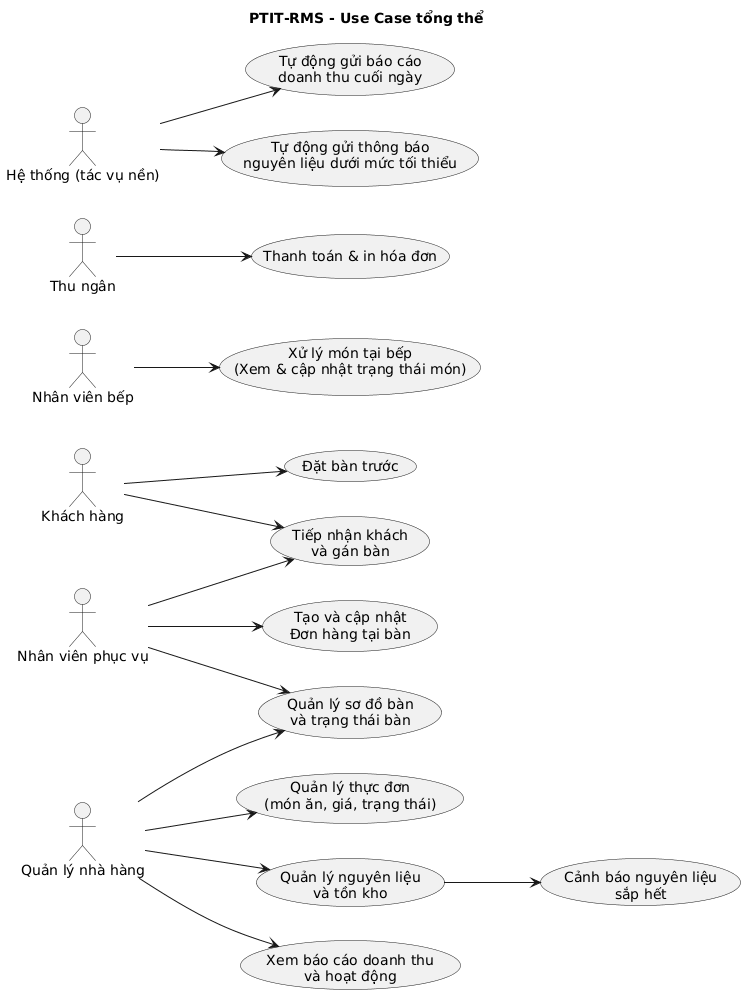 PTIT-RMS - Use Case tổng thể
Tự động gửi báo cáo
doanh thu cuối ngày
Hệ thống (tác vụ nền)
Tự động gửi thông báo
nguyên liệu dưới mức tối thiểu
Thu ngân
Thanh toán & in hóa đơn
Nhân viên bếp
Xử lý món tại bếp
(Xem & cập nhật trạng thái món)
Khách hàng
Đặt bàn trước
Tiếp nhận khách
và gán bàn
Nhân viên phục vụ
Tạo và cập nhật
Đơn hàng tại bàn
Quản lý sơ đồ bàn
và trạng thái bàn
Quản lý nhà hàng
Quản lý thực đơn
(món ăn, giá, trạng thái)
Quản lý nguyên liệu
và tồn kho
Cảnh báo nguyên liệu
sắp hết
Xem báo cáo doanh thu
và hoạt động